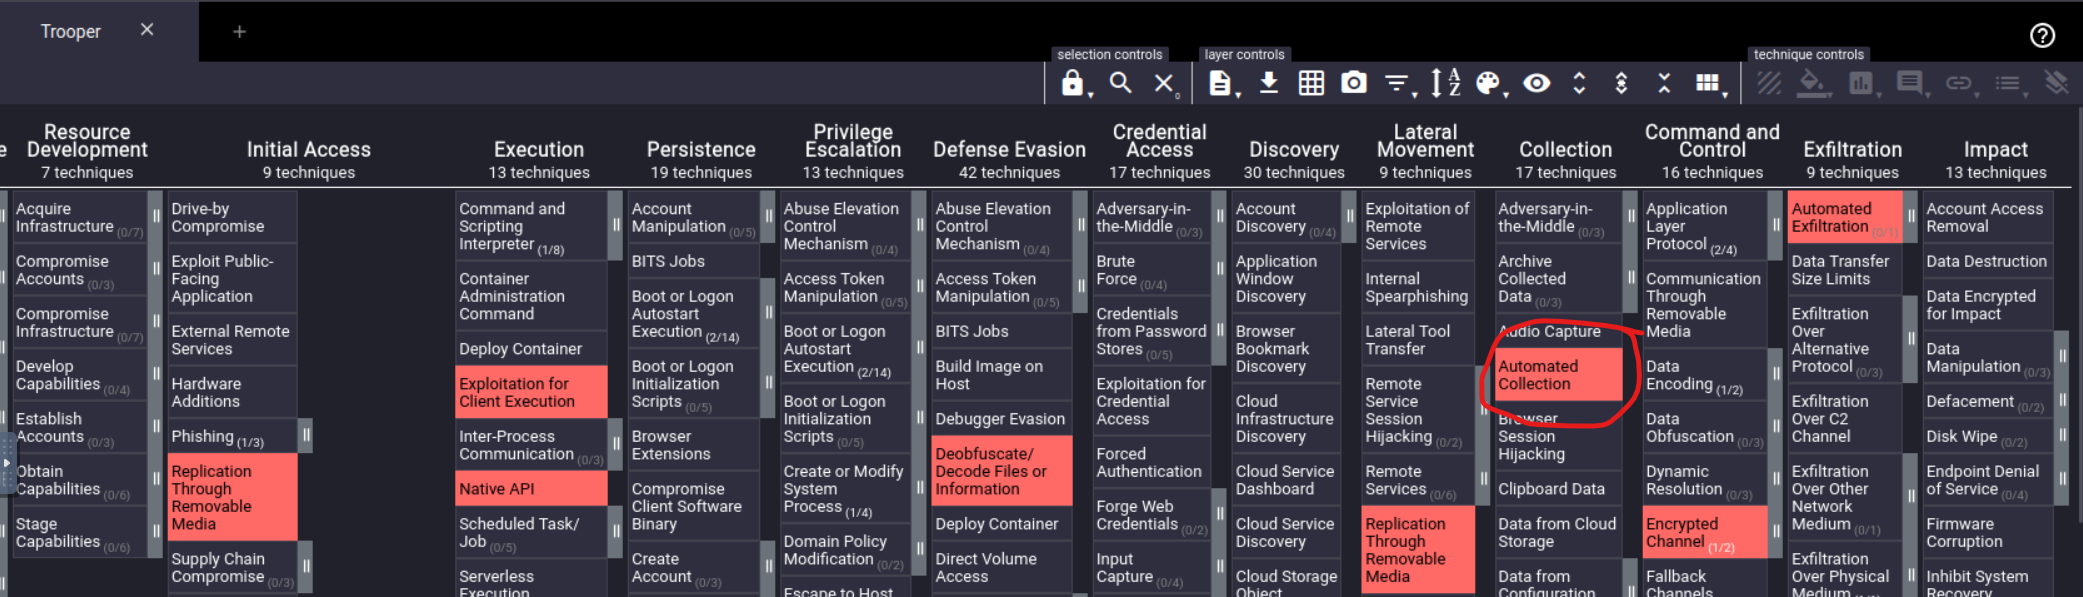 Trooper
selection controls
layer controls
technique controls
0
e
Resource
Development
7 techniques
Acquire
Infrastructure (0/7)
Compromise
Accounts (0/3)
Compromise
Infrastructure (0/7)
Develop
Capabilities (0/4)
Establish
Accounts (0/3)
Obtain
Capabilities (0/6)
Stage
Capabilities (0/6)
Initial Access
9 techniques
Drive-by
Compromise
Exploit Public-
Facing
Application
External Remote
Services
Hardware
Additions
Phishing (1/3)
Replication
Through
Removable
Media
Supply Chain
Compromise (0/3)
Execution
13 techniques
Command and
Scripting
Interpreter (1/8)
Container
Administration
Command
Deploy Container
Exploitation for
Client Execution
Inter-Process
Communication (0/3)
Native API
Scheduled Task/
Job (0/5)
Serverless
Execution
Persistence
19 techniques
Account
Manipulation (0/5)
BITS Jobs
Boot or Logon
Autostart
Execution (2/14)
Boot or Logon
Initialization
Scripts (0/5)
Browser
Extensions
Compromise
Client Software
Binary
Create
Account (0/3)
Privilege
Escalation
13 techniques
Abuse Elevation
Control
Mechanism (0/4)
Access Token
Manipulation (0/5)
Boot or Logon
Autostart
Execution (2/14)
Boot or Logon
Initialization
Scripts (0/5)
Create or Modify
System
Process (1/4)
Domain Policy
Modification (0/2)
Escape to Host
Defense Evasion
42 techniques
Abuse Elevation
Control
Mechanism (0/4)
Access Token
Manipulation (0/5)
BITS Jobs
Build Image on
Host
Debugger Evasion
Deobfuscate/
Decode Files or
Information
Deploy Container
Direct Volume
Access
Credential
Access
17 techniques
Adversary-in-
the-Middle (0/3)
Brute
Force (0/4)
Credentials
from Password
Stores (0/5)
Exploitation for
Credential
Access
Forced
Authentication
Forge Web
Credentials (0/2)
Input
Capture (0/4)
Discovery
30 techniques
Account
Discovery (0/4)
Application
Window
Discovery
Browser
Bookmark
Discovery
Cloud
Infrastructure
Discovery
Cloud Service
Dashboard
Cloud Service
Discovery
Cloud Storage
Object
Lateral
Movement
9 techniques
Exploitation of
Remote
Services
Internal
Spearphishing
Lateral Tool
Transfer
Remote
Service
Session
Hijacking (0/2)
Remote
Services (0/6)
Replication
Through
Removable
Media
Collection
17 techniques
Adversary-in-
the-Middle (0/3)
Archive
Collected
Data (0/3)
Audio Capture
Automated
Collection
Browser
Session
Hijacking
Clipboard Data
Data from Cloud
Storage
Data from
Configuration
Command and
Control
16 techniques
Application
Layer
Protocol (2/4)
Communication
Through
Removable
Media
Data
Encoding (1/2)
Data
Obfuscation (0/3)
Dynamic
Resolution (0/3)
Encrypted
Channel (1/2)
Fallback
Channels
Exfiltration
9 techniques
Automated
Exfiltration (0/1)
Data Transfer
Size Limits
Exfiltration
Over
Alternative
Protocol (0/3)
Exfiltration
Over C2
Channel
Exfiltration
Over Other
Network
Medium (0/1)
Exfiltration
Over Physical
Medium
Impact
13 techniques
Account Access
Removal
Data Destruction
Data Encrypted
for Impact
Data
Manipulation (0/3)
Defacement (0/2)
Disk Wipe (0/2)
Endpoint Denial
of Service (0/4)
Firmware
Corruption
Inhibit System
Recovery